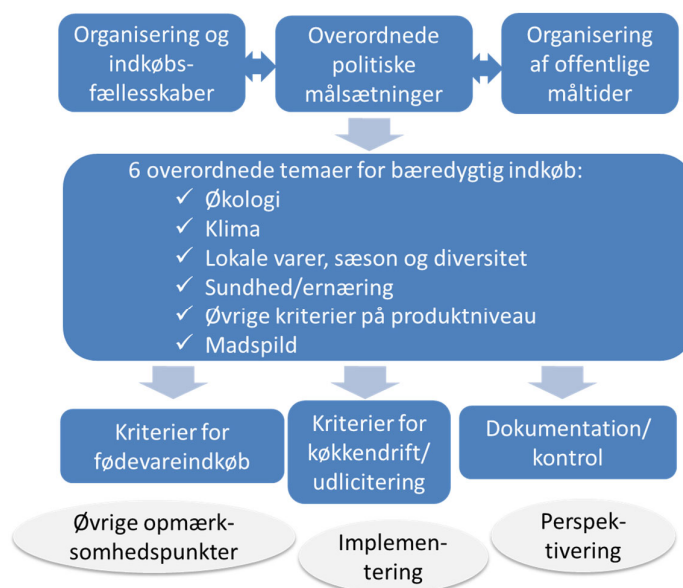 Organisering og
indkøbs-
fællesskaber
Overordnede
politiske
målsætninger
Organisering
af offentlige
måltider
6 overordnede temaer for bæredygtig indkøb:
✓ Økologi
✓ Klima
✓ Lokale varer, sæson og diversitet
✓ Sundhed/ernæring
✓ Øvrige kriterier på produktniveau
✓ Madspild
Kriterier for
fødevareindkøb
Kriterier for
køkkendrift/
udlicitering
Dokumentation/
kontrol
Øvrige opmærk-
somhedspunkter
Implemen-
tering
Perspek-
tivering